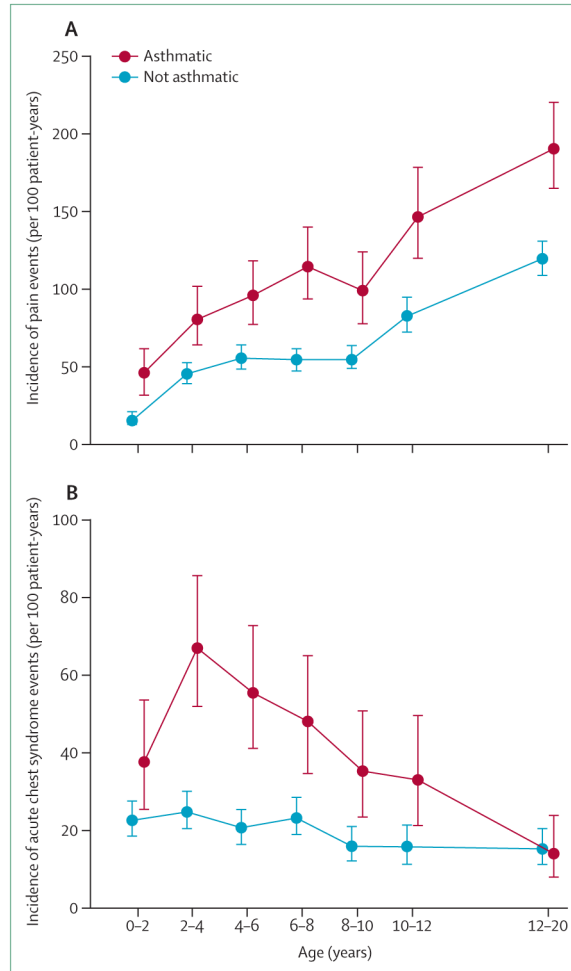 A
Asthmatic
Not asthmatic
Incidence of pain events (per 100 patient-years)
250
200
150
100
50
0
B
Incidence of acute chest syndrome events (per 100 patient-years)
100
80
60
40
20
0
0–2 2–4 4–6 6–8 8–10 10–12 12–20
Age (years)